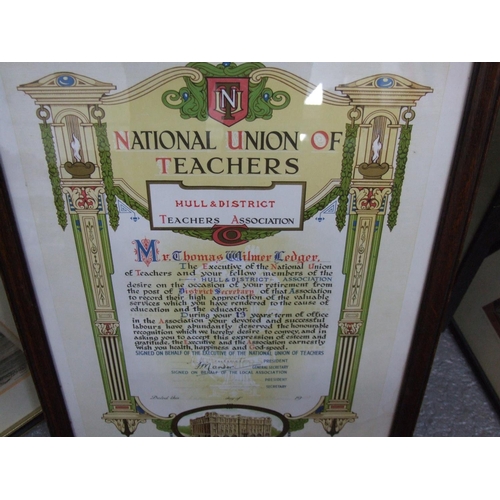 NUT
NATIONAL UNION OF
TEACHERS
HULL & DISTRICT
TEACHERS ASSOCIATION
Mr. Thomas Wilmer Ledger.
The Executive of the National Union
of Teachers and your fellow members of the
HULL & DISTRICT ASSOCIATION
desire on the occasion of your retirement from
the post of District Secretary of that Association
to record their high appreciation of the valuable
services which you have rendered to the cause of
education and the educator.
During your 15 years' term of office
in the Association your devoted and successful
labours have abundantly deserved the honourable
recognition which we hereby desire to convey, and in
asking you to accept this expression of esteem and
gratitude, the Executive and the Association earnestly
wish you health, happiness and God-speed.
SIGNED ON BEHALF OF THE EXECUTIVE OF THE NATIONAL UNION OF TEACHERS
PRESIDENT
GENERAL SECRETARY
SIGNED ON BEHALF OF THE LOCAL ASSOCIATION
PRESIDENT
SECRETARY
Dated this day of 19